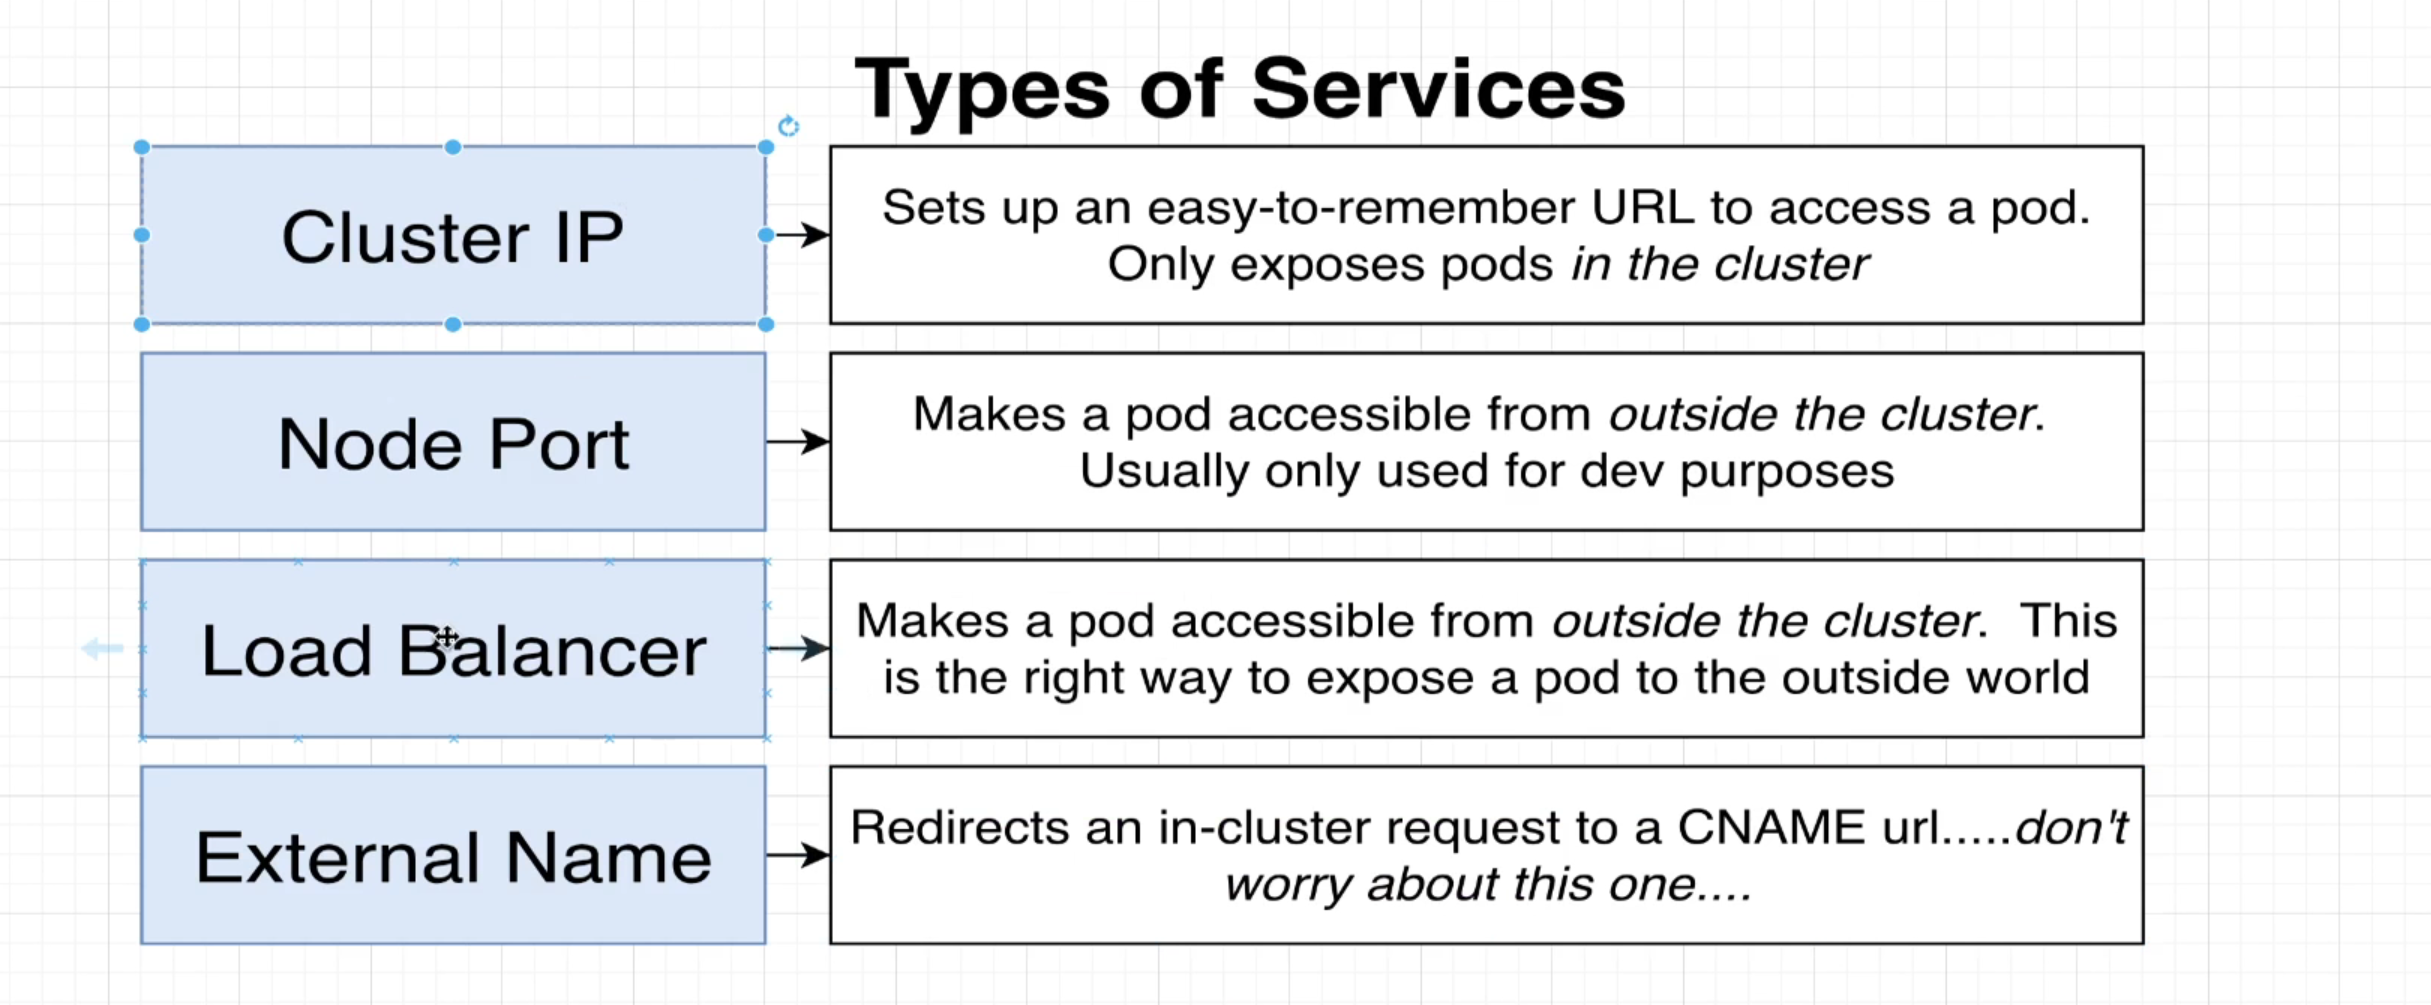 Types of Services
Cluster IP
Sets up an easy-to-remember URL to access a pod.
Only exposes pods in the cluster
Node Port
Makes a pod accessible from outside the cluster.
Usually only used for dev purposes
Load Balancer
Makes a pod accessible from outside the cluster.  This
is the right way to expose a pod to the outside world
External Name
Redirects an in-cluster request to a CNAME url.....don't
worry about this one....